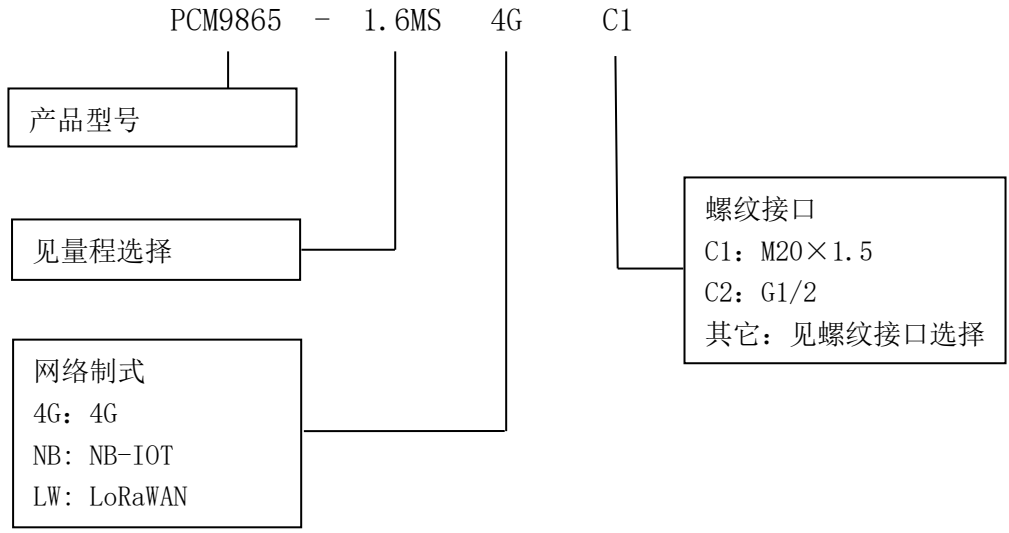 PCM9865 - 1.6MS 4G C1
产品型号
见量程选择
网络制式
4G：4G
NB: NB-IOT
LW: LoRaWAN
螺纹接口
C1：M20×1.5
C2：G1/2
其它：见螺纹接口选择